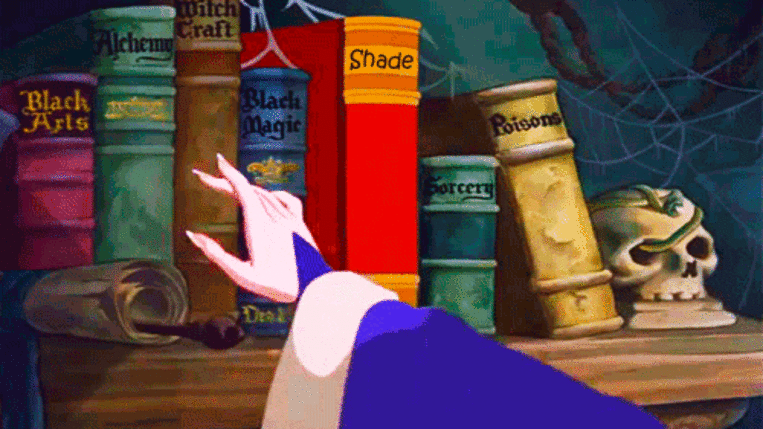 Black
Arts
Alchemy
Witch
Craft
Black
Magic
Shade
Sorcery
Poisons